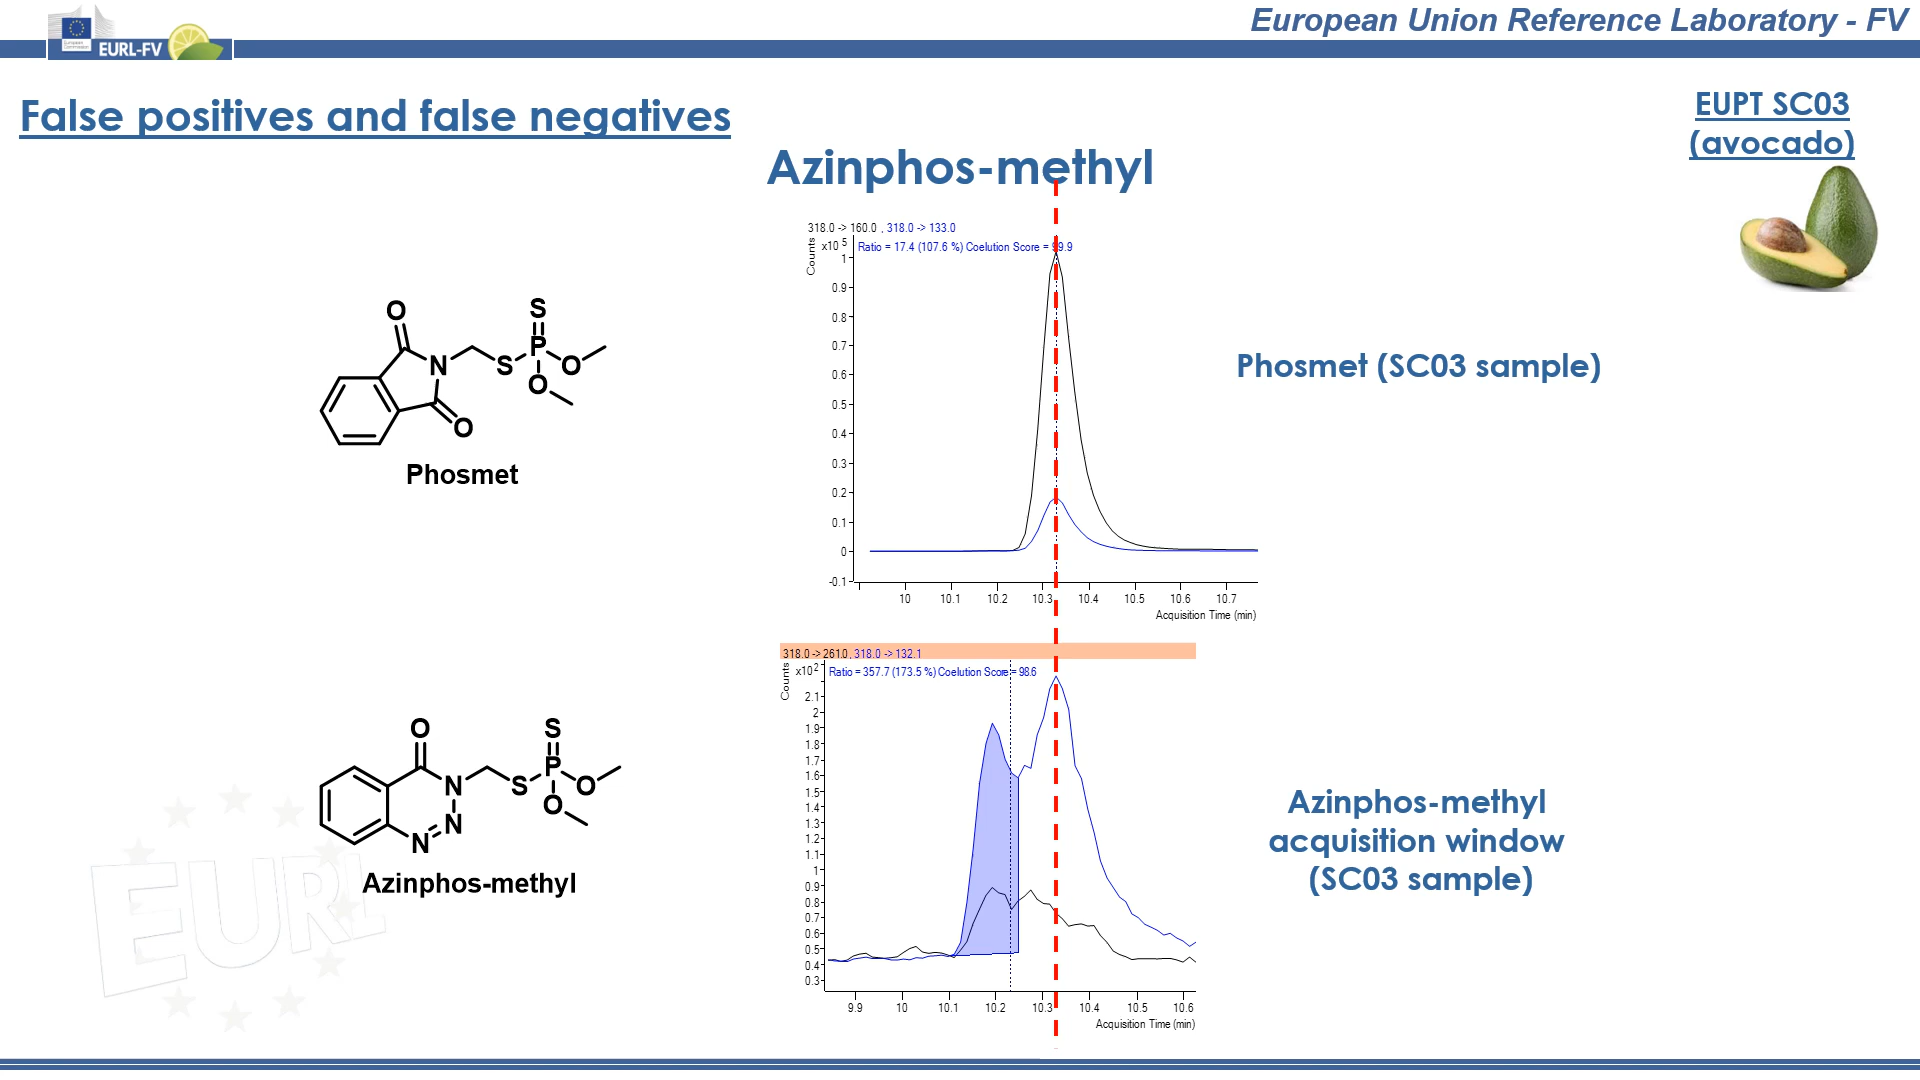 European Union Reference Laboratory - FV
European Commission
EURL-FV
False positives and false negatives
EUPT SC03
(avocado)
Azinphos-methyl
318.0 -> 160.0 , 318.0 -> 133.0
Counts
x10 5
Ratio = 17.4 (107.6 %) Coelution Score = 99.9
1
0.9
0.8
0.7
0.6
0.5
0.4
0.3
0.2
0.1
0
-0.1
10 10.1 10.2 10.3 10.4 10.5 10.6 10.7
Acquisition Time (min)
Phosmet (SC03 sample)
O
N
O
S
P
S
O
O
Phosmet
318.0 -> 261.0, 318.0 -> 132.1
Counts
x10 2
Ratio = 357.7 (173.5 %) Coelution Score = 98.6
2.1
2
1.9
1.8
1.7
1.6
1.5
1.4
1.3
1.2
1.1
1
0.9
0.8
0.7
0.6
0.5
0.4
0.3
9.9 10 10.1 10.2 10.3 10.4 10.5 10.6
Acquisition Time (min)
Azinphos-methyl
acquisition window
(SC03 sample)
O
N
N
N
S
P
S
O
O
Azinphos-methyl
EURL